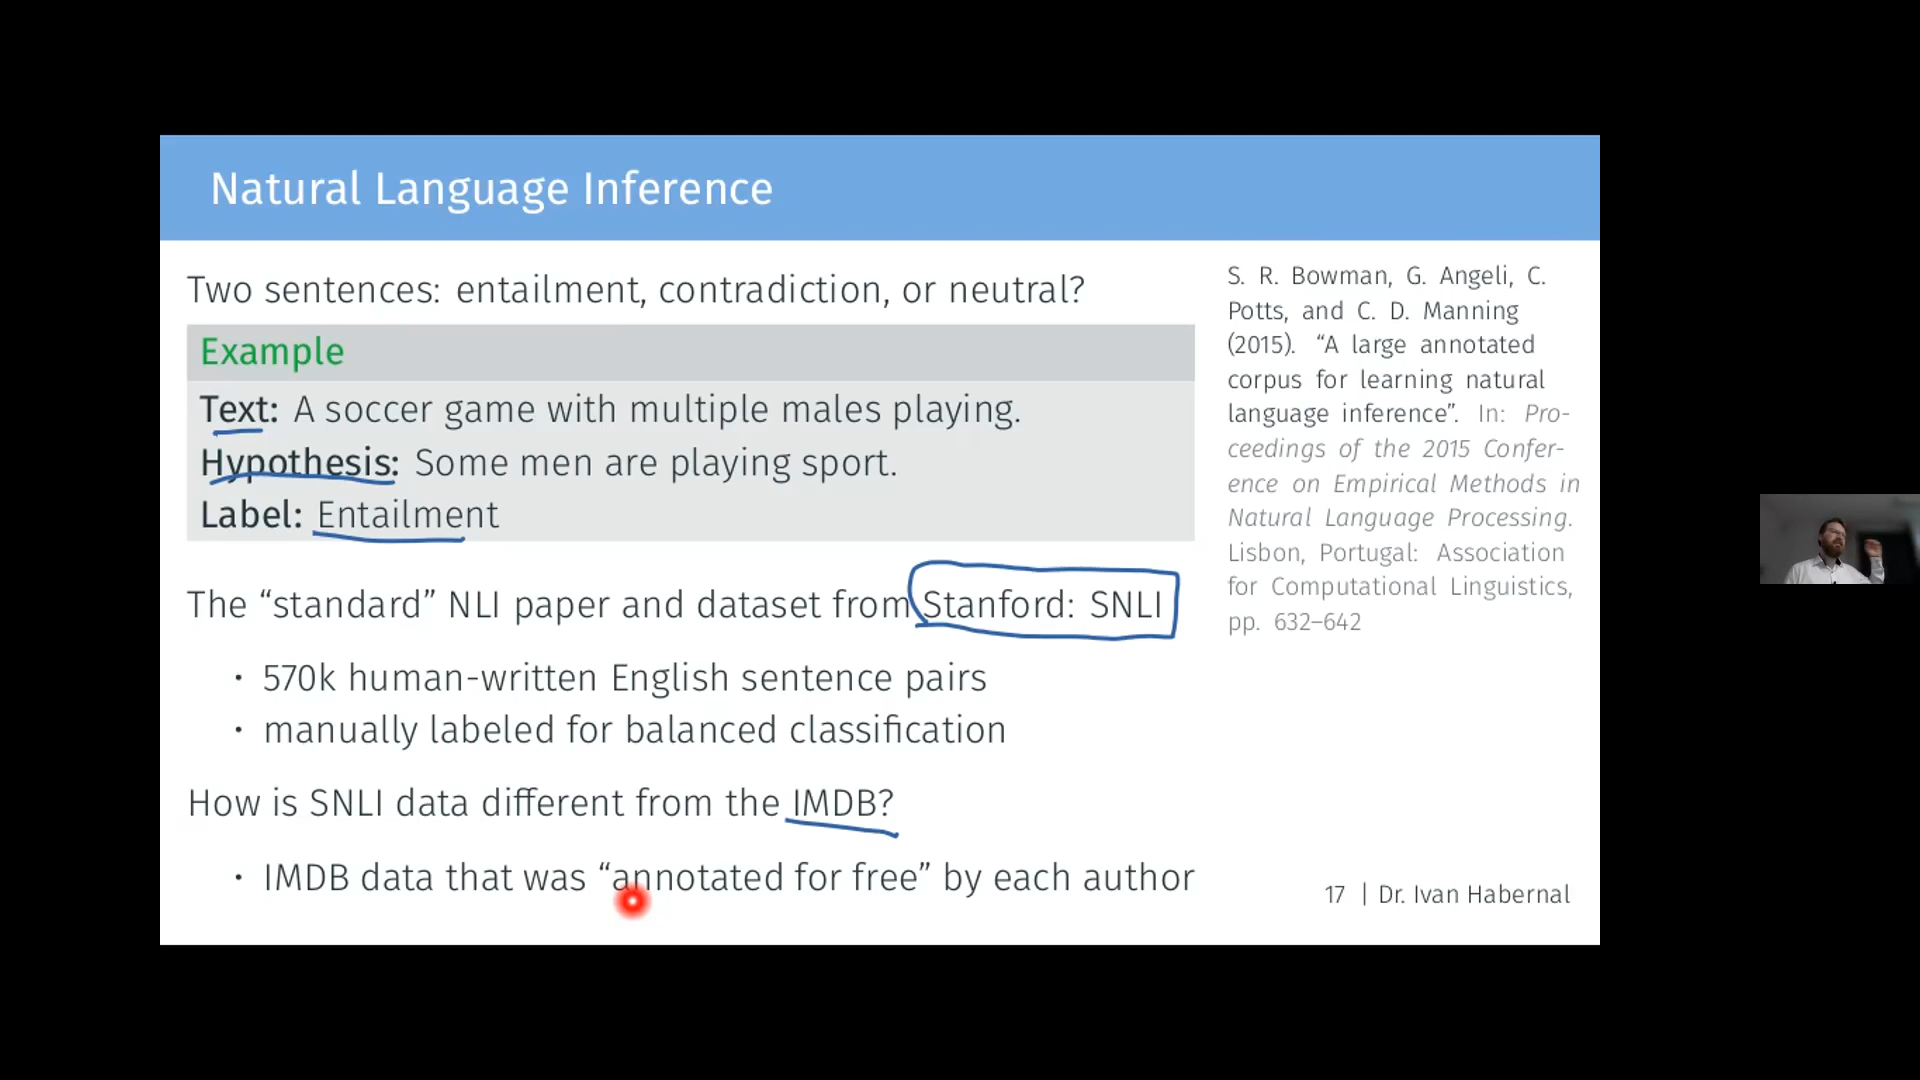 Natural Language Inference
Two sentences: entailment, contradiction, or neutral?
Example
Text: A soccer game with multiple males playing.
Hypothesis: Some men are playing sport.
Label: Entailment
The “standard” NLI paper and dataset from Stanford: SNLI
• 570k human-written English sentence pairs
• manually labeled for balanced classification
How is SNLI data different from the IMDB?
• IMDB data that was “annotated for free” by each author
S. R. Bowman, G. Angeli, C.
Potts, and C. D. Manning
(2015). “A large annotated
corpus for learning natural
language inference”. In: Pro-
ceedings of the 2015 Confer-
ence on Empirical Methods in
Natural Language Processing.
Lisbon, Portugal: Association
for Computational Linguistics,
pp. 632–642
17 | Dr. Ivan Habernal